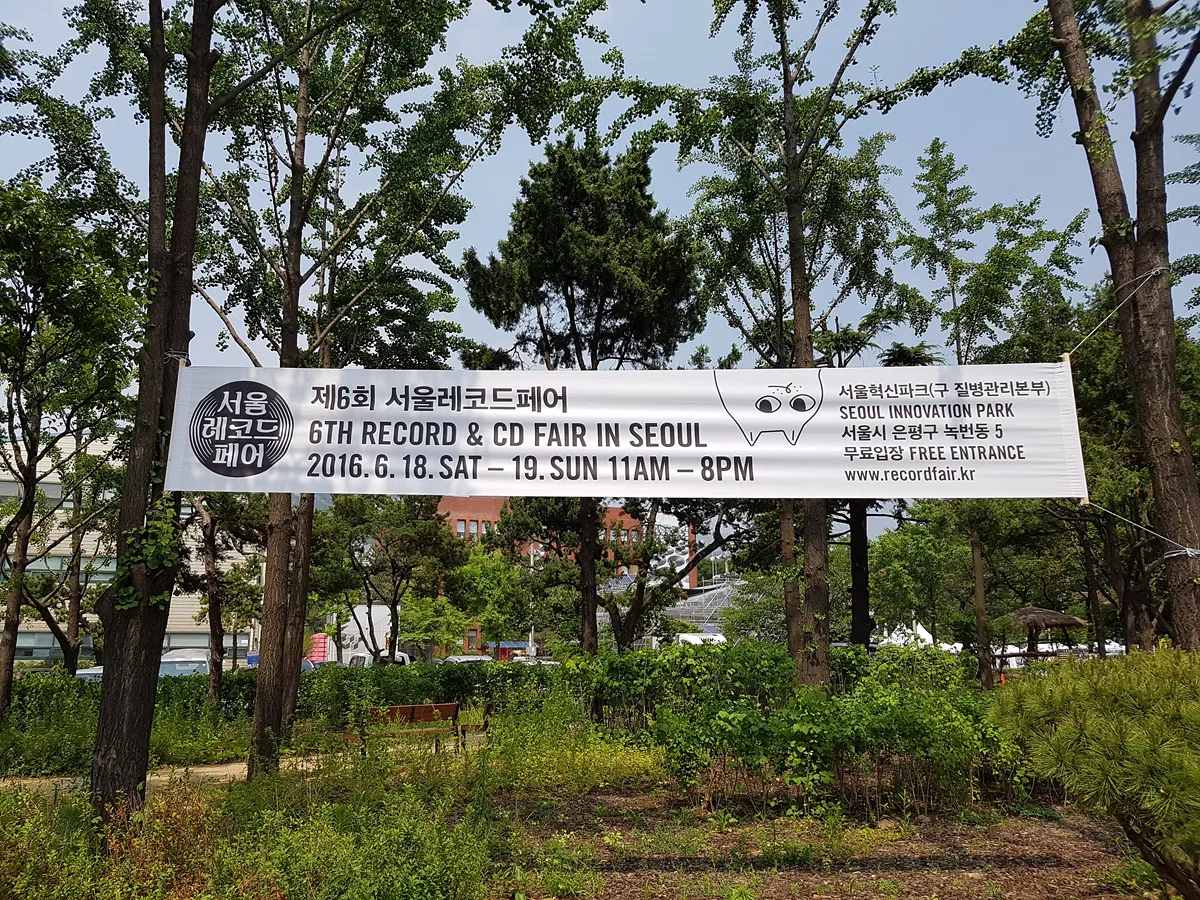 서울
레코드
페어
제6회 서울레코드페어
6TH RECORD & CD FAIR IN SEOUL
2016. 6. 18. SAT – 19. SUN 11AM – 8PM
서울혁신파크(구 질병관리본부)
SEOUL INNOVATION PARK
서울시 은평구 녹번동 5
무료입장 FREE ENTRANCE
www.recordfair.kr